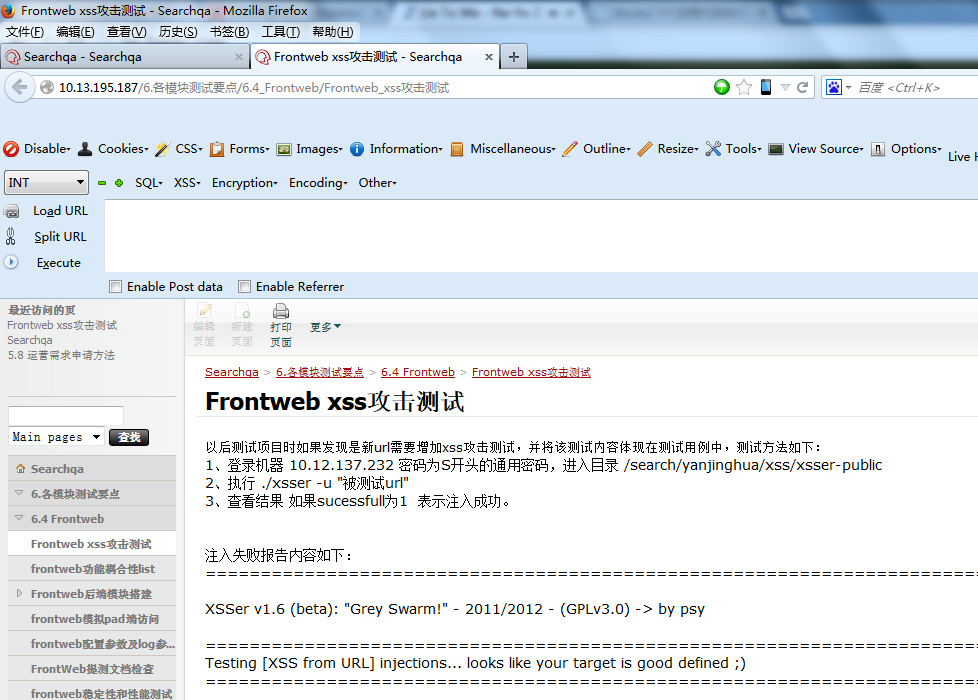 Frontweb xss攻击测试 - Searchqa - Mozilla Firefox
文件(F) 编辑(E) 查看(V) 历史(S) 书签(B) 工具(T) 帮助(H)
Searchqa - Searchqa × Frontweb xss攻击测试 - Searchqa × +
10.13.195.187/6.各模块测试要点/6.4_Frontweb/Frontweb_xss攻击测试 百度 <Ctrl+K>
Disable Cookies CSS Forms Images Information Miscellaneous Outline Resize Tools View Source Options Live H
INT SQL XSS Encryption Encoding Other
Load URL
Split URL
Execute
Enable Post data Enable Referrer
最近访问的页
Frontweb xss攻击测试
Searchqa
5.8 运营需求申请方法
Main pages 查找
Searchqa
6.各模块测试要点
6.4 Frontweb
Frontweb xss攻击测试
frontweb功能耦合性list
Frontweb后端模块搭建
frontweb模拟pad端访问
frontweb配置参数及log参...
FrontWeb提测文档检查
frontweb稳定性和性能测试
编辑页面 新建页面 打印页面 更多
Searchqa > 6.各模块测试要点 > 6.4 Frontweb > Frontweb xss攻击测试
Frontweb xss攻击测试
以后测试项目时如果发现是新url需要增加xss攻击测试，并将该测试内容体现在测试用例中，测试方法如下：
1、登录机器 10.12.137.232 密码为S开头的通用密码，进入目录 /search/yanjinghua/xss/xsser-public
2、执行 ./xsser -u "被测试url"
3、查看结果 如果sucessfull为1 表示注入成功。
注入失败报告内容如下：
===========================================================================
XSSer v1.6 (beta): "Grey Swarm!" - 2011/2012 - (GPLv3.0) -> by psy
===========================================================================
Testing [XSS from URL] injections... looks like your target is good defined ;)
===========================================================================